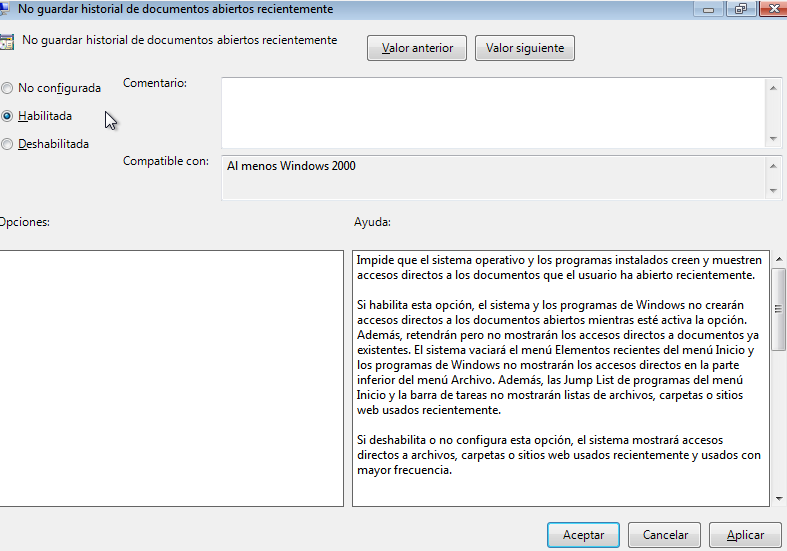 No guardar historial de documentos abiertos recientemente
No guardar historial de documentos abiertos recientemente
Valor anterior
Valor siguiente
No configurada
Habilitada
Deshabilitada
Comentario:
Compatible con:
Al menos Windows 2000
Opciones:
Ayuda:
Impide que el sistema operativo y los programas instalados creen y muestren
accesos directos a los documentos que el usuario ha abierto recientemente.
Si habilita esta opción, el sistema y los programas de Windows no crearán
accesos directos a los documentos abiertos mientras esté activa la opción.
Además, retendrán pero no mostrarán los accesos directos a documentos ya
existentes. El sistema vaciará el menú Elementos recientes del menú Inicio y
los programas de Windows no mostrarán los accesos directos en la parte
inferior del menú Archivo. Además, las Jump List de programas del menú
Inicio y la barra de tareas no mostrarán listas de archivos, carpetas o sitios
web usados recientemente.
Si deshabilita o no configura esta opción, el sistema mostrará accesos
directos a archivos, carpetas o sitios web usados recientemente y usados con
mayor frecuencia.
Aceptar
Cancelar
Aplicar